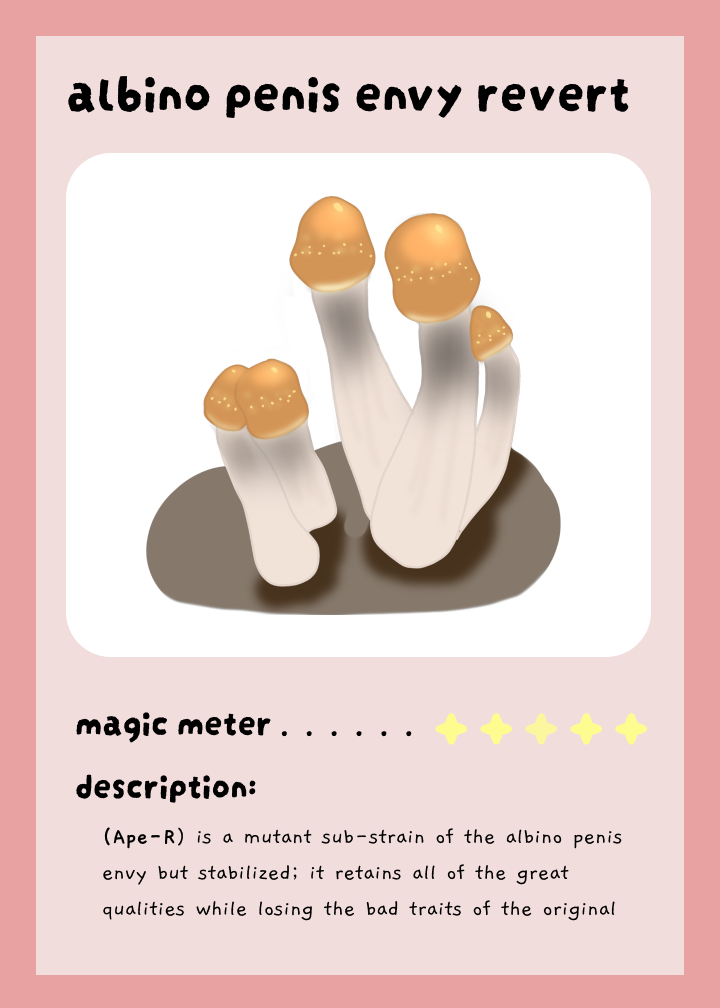 albino penis envy revert
magic meter . . . . . .
description:
(Ape-R) is a mutant sub-strain of the albino penis
envy but stabilized; it retains all of the great
qualities while losing the bad traits of the original